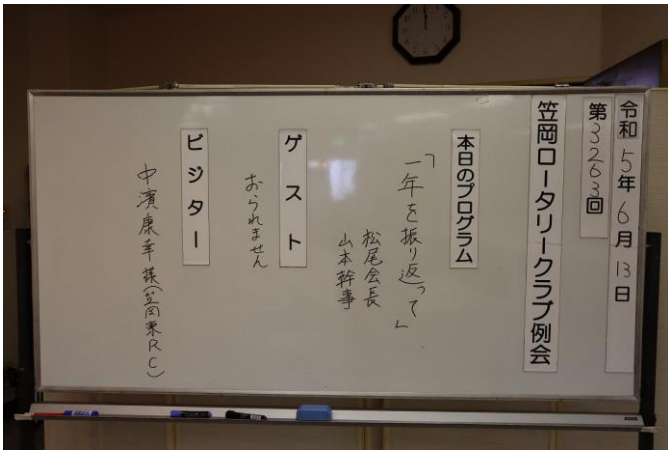 令和5年6月13日
第3263回
笠岡ロータリークラブ例会
本日のプログラム
「一年を振り返って」
松尾会長
山本幹事
ゲスト
おられません
ビジター
中濱康幸様(笠岡東RC)